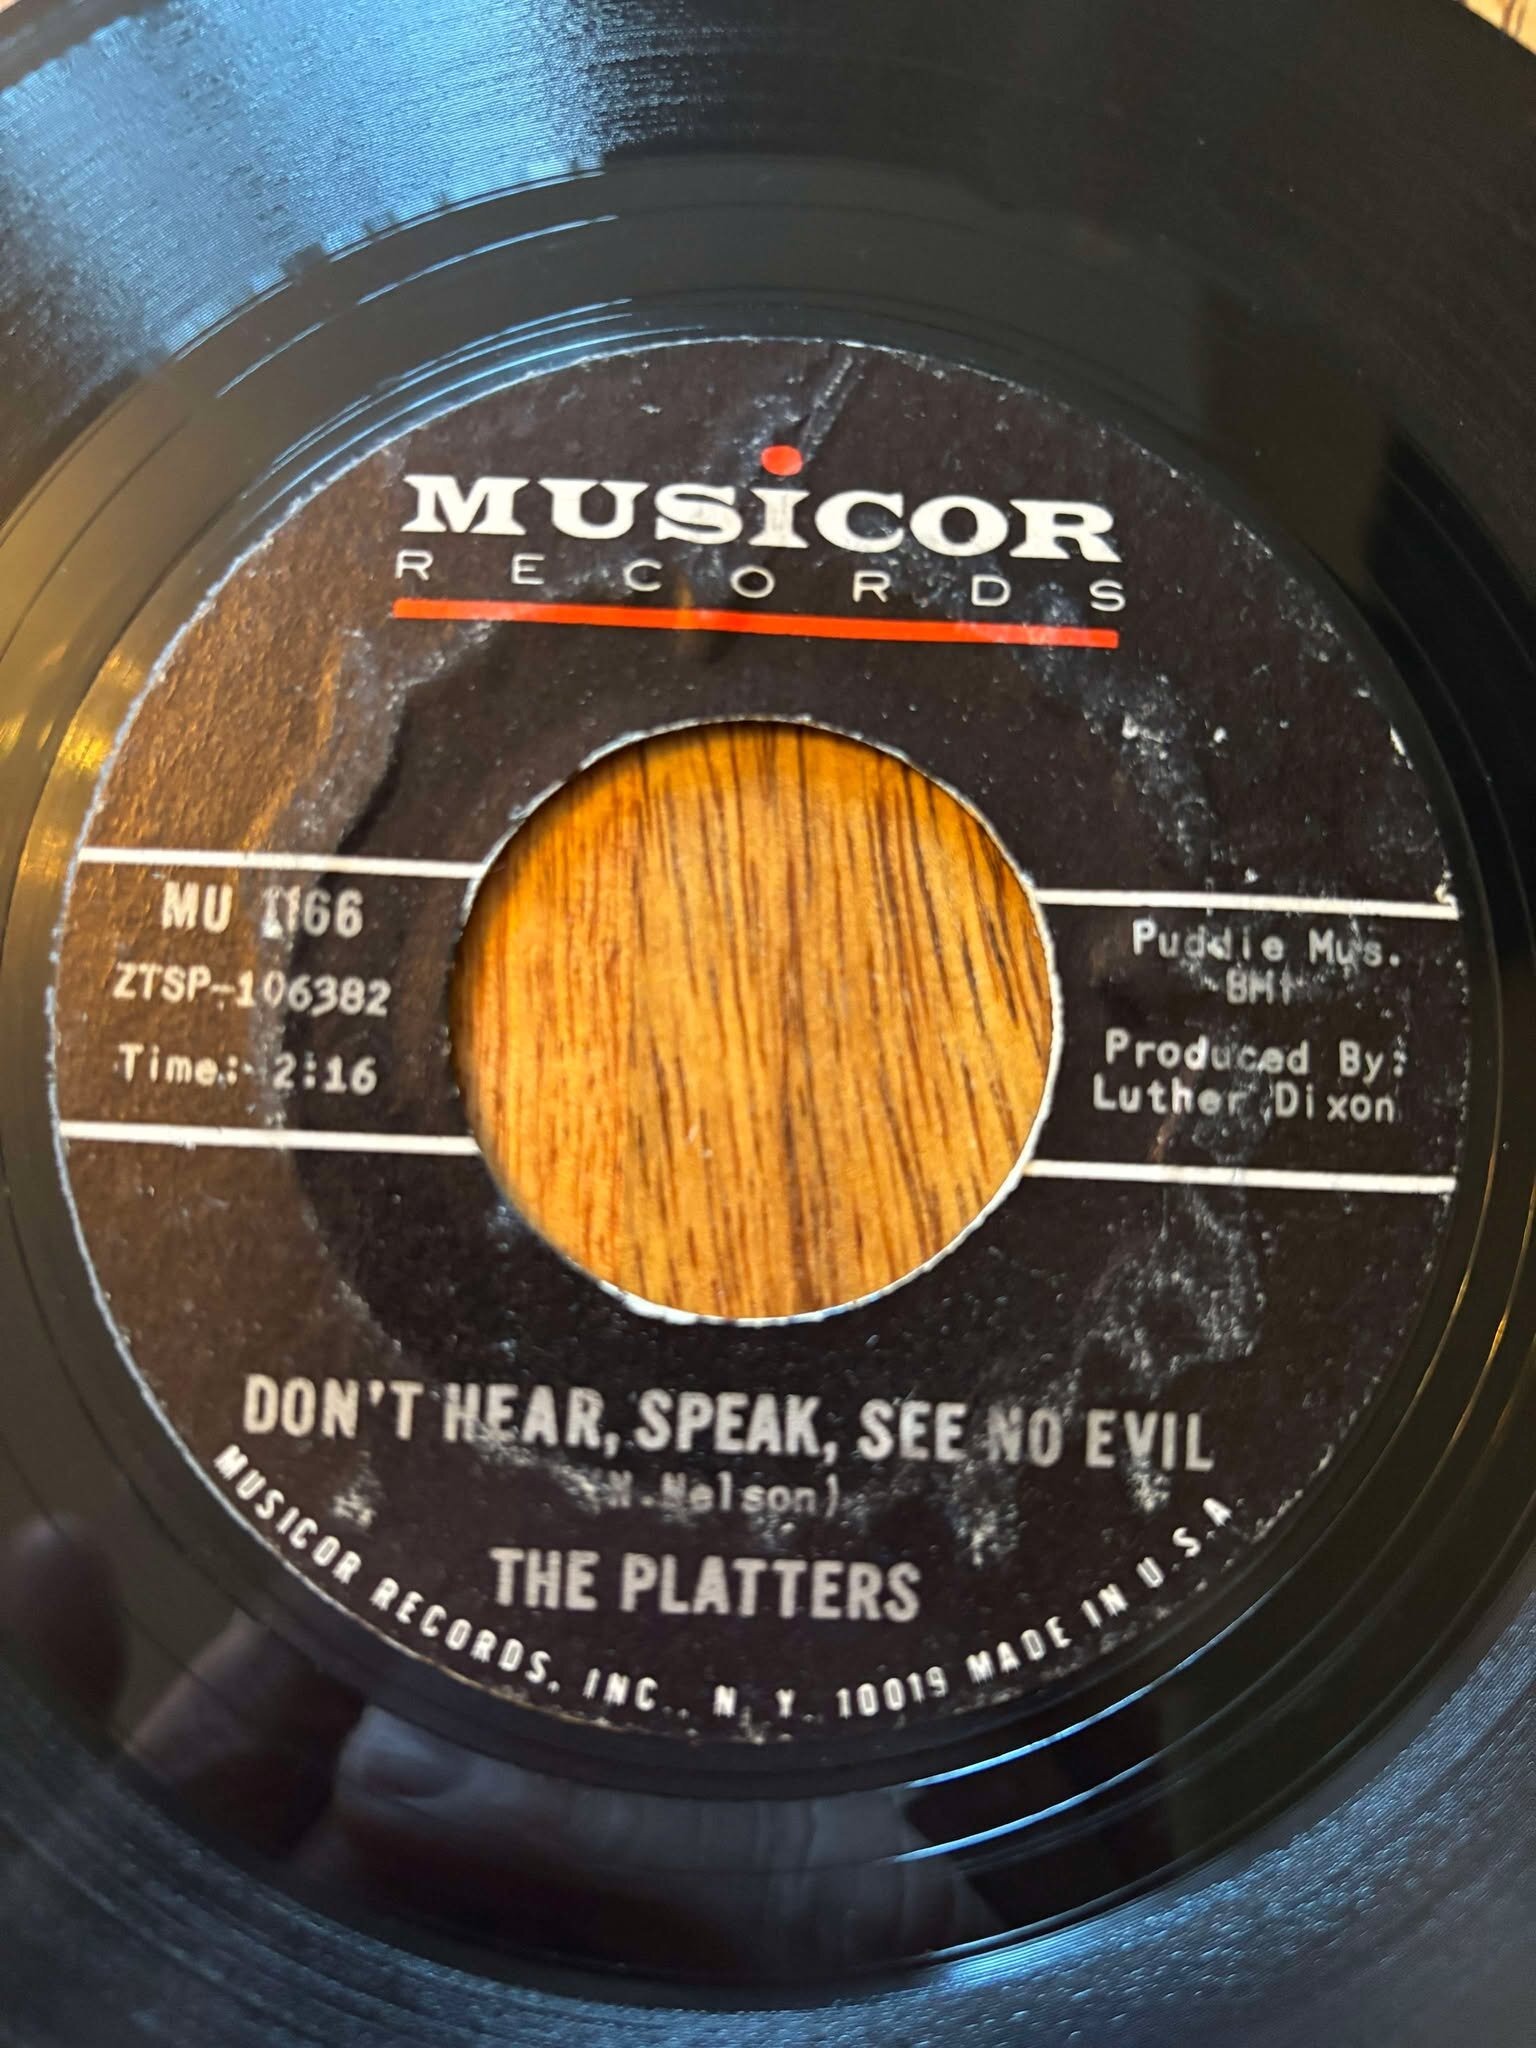 MUSICOR
RECORDS
MU 1166
ZTSP-106382
Time: 2:16
Puddie Mus.
BMI
Produced By:
Luther Dixon
DON'T HEAR, SPEAK, SEE NO EVIL
(N.Nelson)
THE PLATTERS
MUSICOR RECORDS, INC., N.Y. 10019 MADE IN U.S.A.